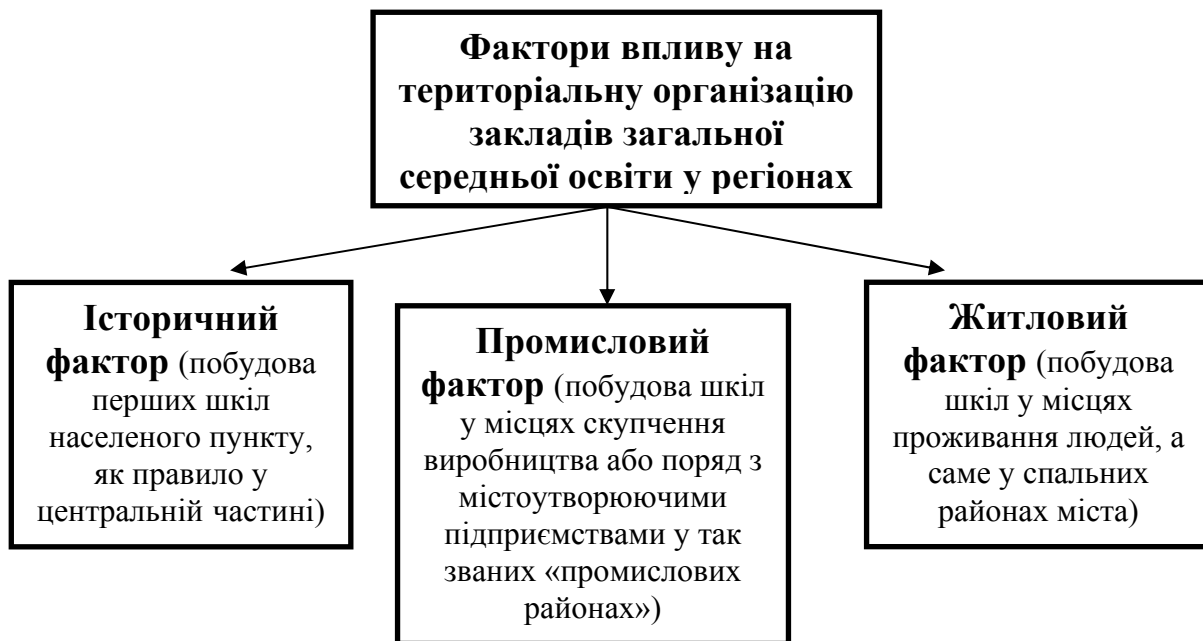 Фактори впливу на
територіальну організацію
закладів загальної
середньої освіти у регіонах
Історичний
фактор (побудова
перших шкіл
населеного пункту,
як правило у
центральній частині)
Промисловий
фактор (побудова шкіл
у місцях скупчення
виробництва або поряд з
містоутворюючими
підприємствами у так
званих «промислових
районах»)
Житловий
фактор (побудова
шкіл у місцях
проживання людей, а
саме у спальних
районах міста)